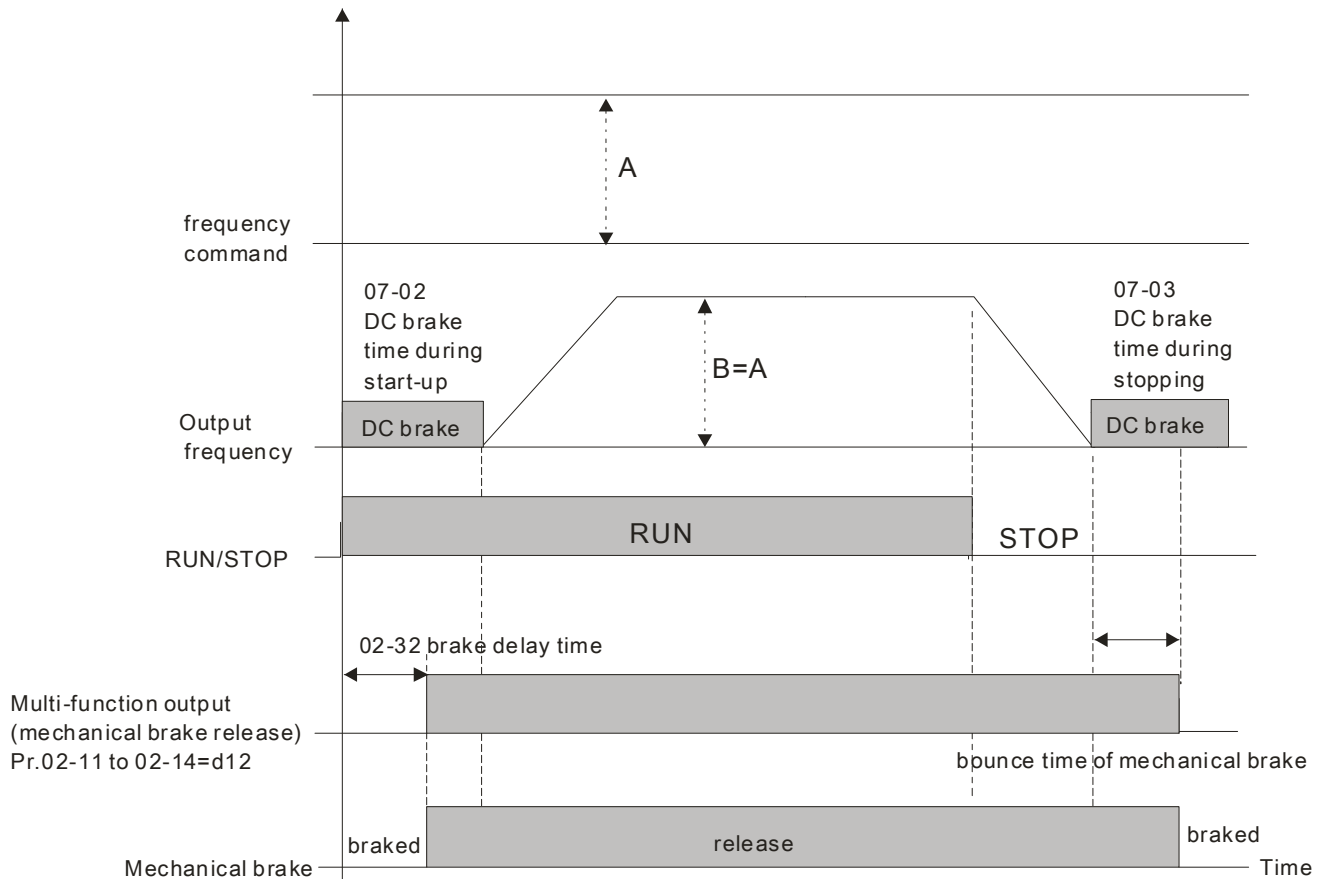 A
frequency
command
07-02
DC brake
time during
start-up
07-03
DC brake
time during
stopping
B=A
Output
frequency
DC brake
DC brake
RUN
STOP
RUN/STOP
02-32 brake delay time
Multi-function output
(mechanical brake release)
Pr.02-11 to 02-14=d12
bounce time of mechanical brake
braked
release
braked
Mechanical brake
Time